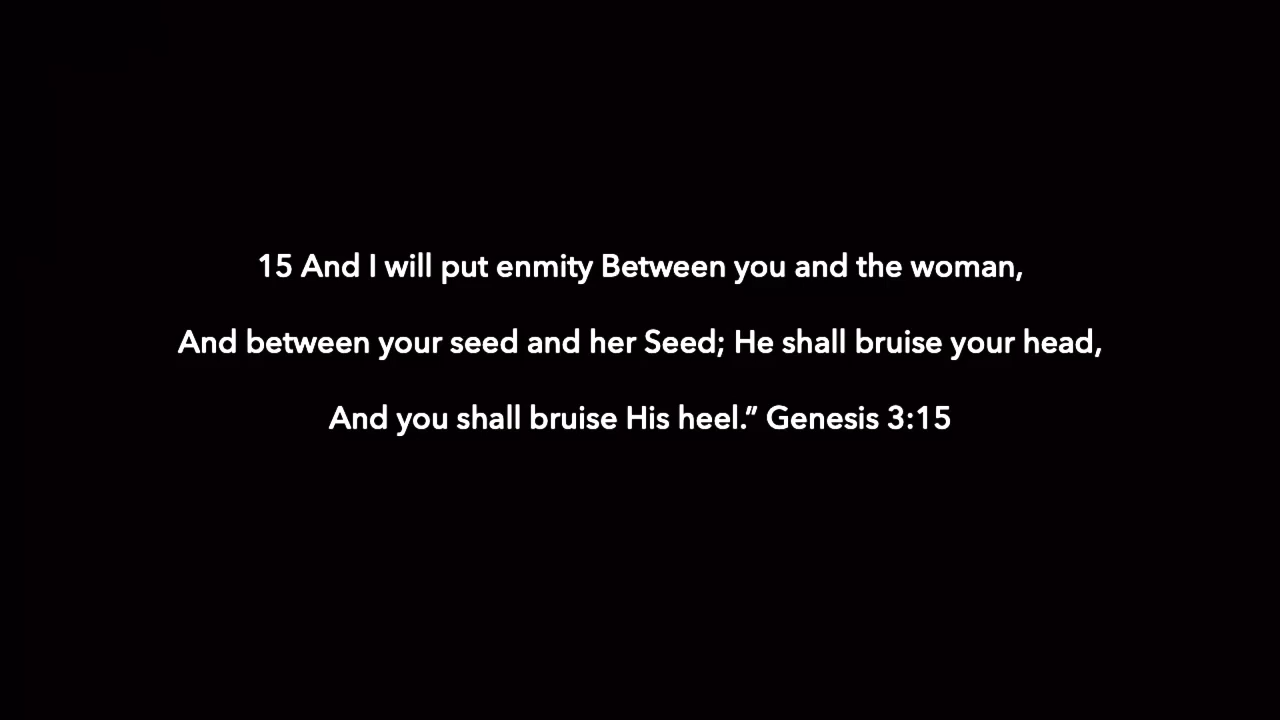 15 And I will put enmity Between you and the woman,
And between your seed and her Seed; He shall bruise your head,
And you shall bruise His heel.” Genesis 3:15